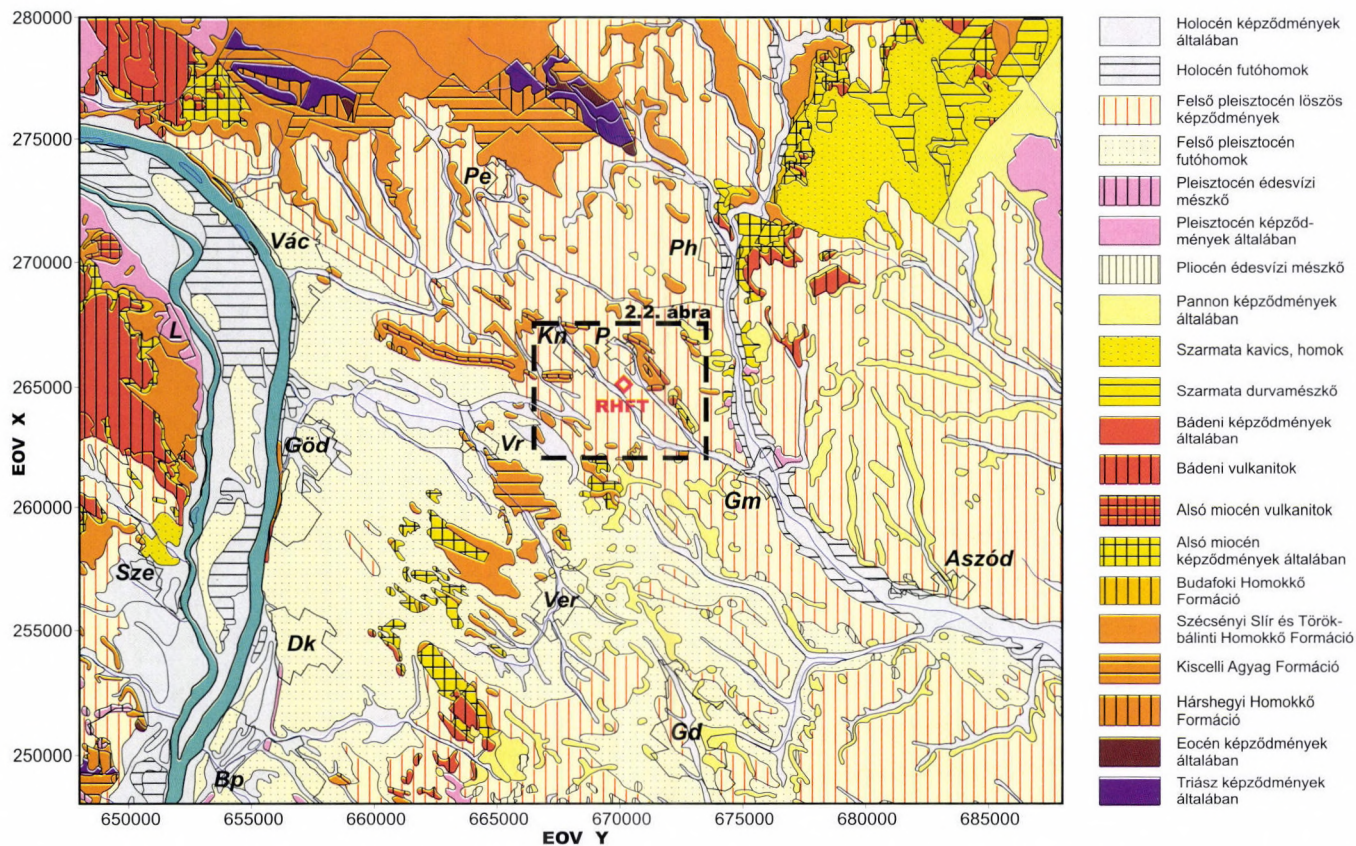 280000
275000
270000
265000
260000
255000
250000
EOV X
650000
655000
660000
665000
670000
675000
680000
685000
EOV Y
Pe
Vác
Ph
L
2.2. ábra
Kn
P
RHFT
Göd
Vr
Gm
Sze
Aszód
Ver
Dk
Gd
Bp
Holocén képződmények
általában
Holocén futóhomok
Felső pleisztocén löszös
képződmények
Felső pleisztocén
futóhomok
Pleisztocén édesvízi
mészkő
Pleisztocén képződ-
mények általában
Pliocén édesvízi mészkő
Pannon képződmények
általában
Szarmata kavics, homok
Szarmata durvamészkő
Bádeni képződmények
általában
Bádeni vulkanitok
Alsó miocén vulkanitok
Alsó miocén
képződmények általában
Budafoki Homokkő
Formáció
Szécsényi Slír és Török-
bálinti Homokkő Formáció
Kiscelli Agyag Formáció
Hárshegyi Homokkő
Formáció
Eocén képződmények
általában
Triász képződmények
általában